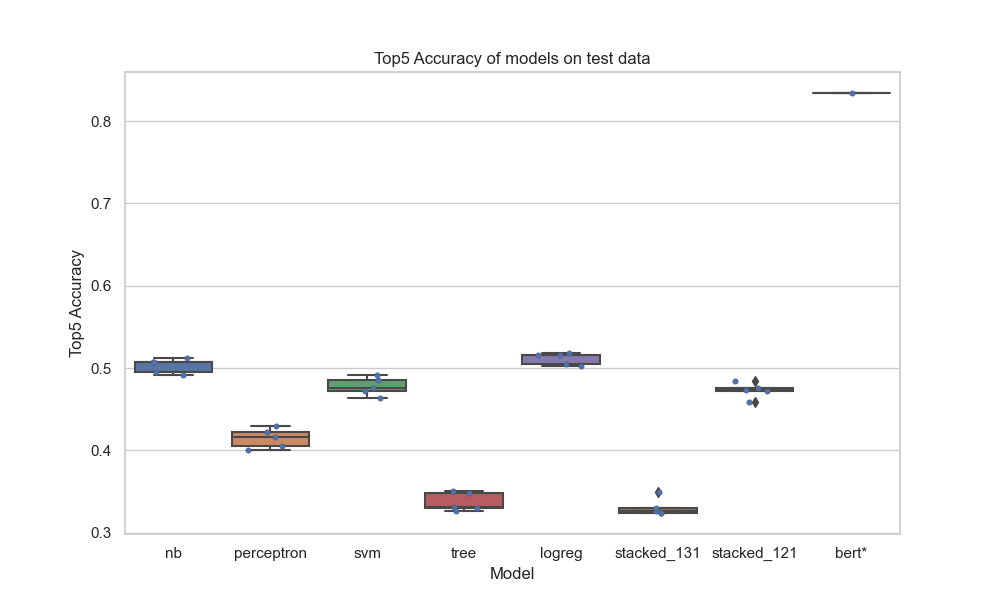 Top5 Accuracy of models on test data
0.8
0.7
0.6
0.5
0.4
0.3
Top5 Accuracy
nb perceptron svm tree logreg stacked_131 stacked_121 bert*
Model